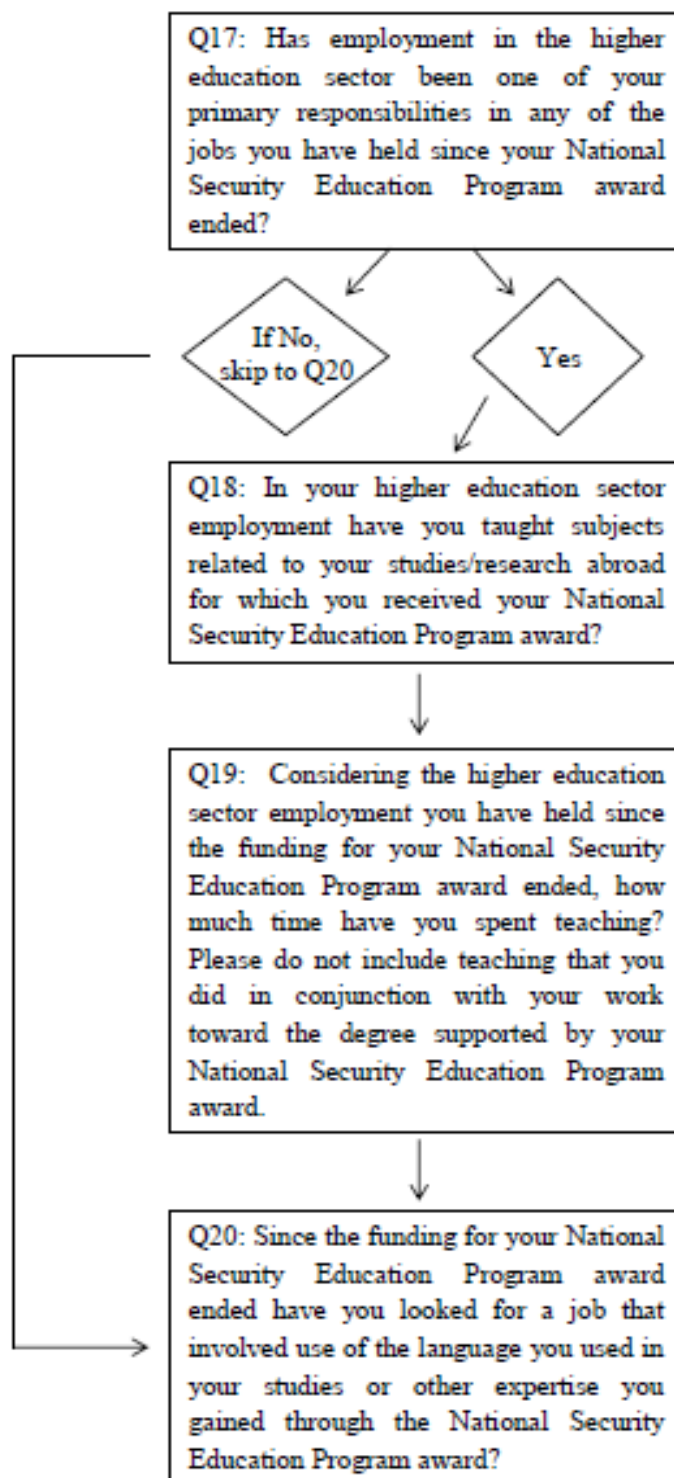 Q17: Has employment in the higher
education sector been one of your
primary responsibilities in any of the
jobs you have held since your National
Security Education Program award
ended?
If No,
skip to Q20
Yes
Q18: In your higher education sector
employment have you taught subjects
related to your studies/research abroad
for which you received your National
Security Education Program award?
Q19: Considering the higher education
sector employment you have held since
the funding for your National Security
Education Program award ended, how
much time have you spent teaching?
Please do not include teaching that you
did in conjunction with your work
toward the degree supported by your
National Security Education Program
award.
Q20: Since the funding for your National
Security Education Program award
ended have you looked for a job that
involved use of the language you used in
your studies or other expertise you
gained through the National Security
Education Program award?